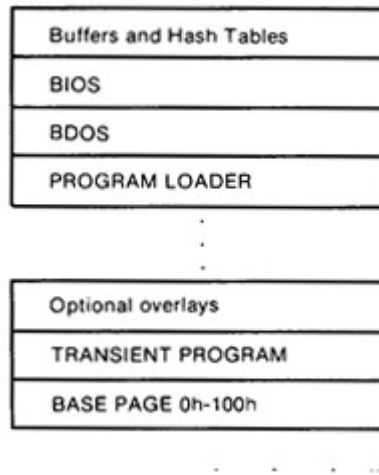 Buffers and Hash Tables
BIOS
BDOS
PROGRAM LOADER
Optional overlays
TRANSIENT PROGRAM
BASE PAGE 0h-100h